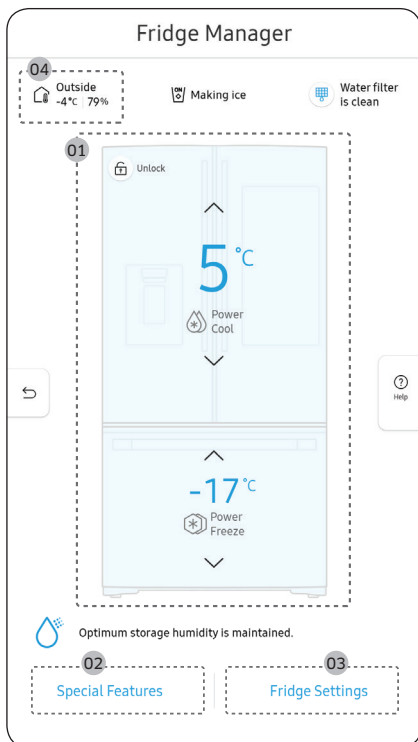 Fridge Manager
04
Outside
-4°C | 79%
ON
Making ice
Water filter
is clean
01
Unlock
5°C
Power
Cool
Help
-17°C
Power
Freeze
Optimum storage humidity is maintained.
02
Special Features
03
Fridge Settings